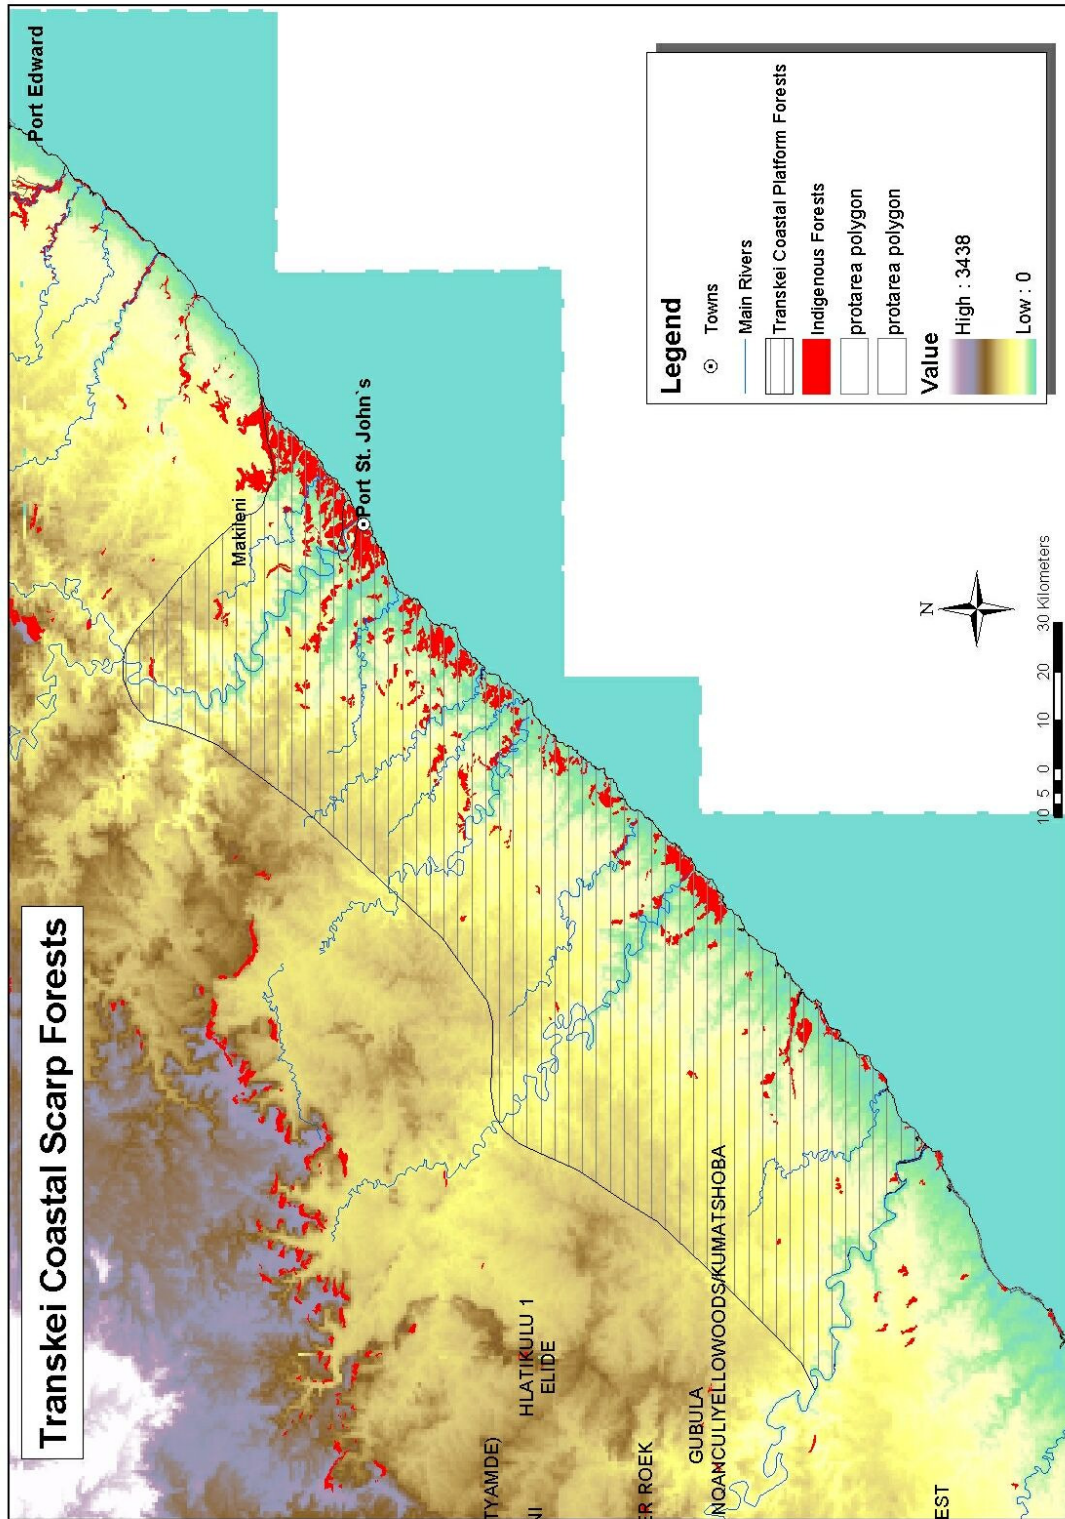 Transkei Coastal Scarp Forests
Port Edward
Makileni
Port St. John`s
TYAMDE)
NI
HLATIKULU 1
ELIDE
ER ROEK
GUBULA
NQANCULIYELLOWOODS/KUMATSHOBA
EST
N
10 5 0 10 20 30 Kilometers
Legend
Towns
Main Rivers
Transkei Coastal Platform Forests
Indigenous Forests
protarea polygon
protarea polygon
Value
High : 3438
Low : 0